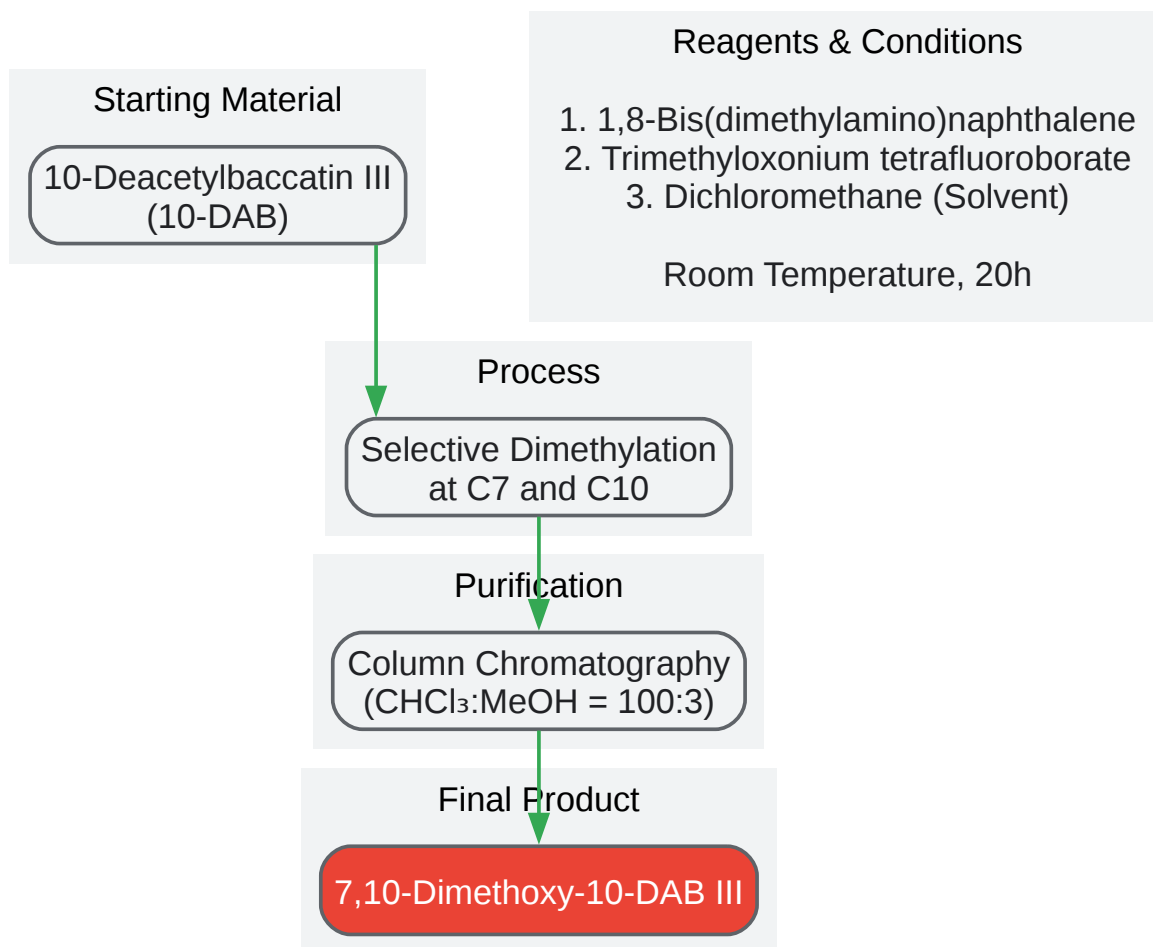 Reagents & Conditions
1. 1,8-Bis(dimethylamino)naphthalene
2. Trimethyloxonium tetrafluoroborate
3. Dichloromethane (Solvent)
Room Temperature, 20h
Starting Material
10-Deacetylbaccatin III
(10-DAB)
Process
Selective Dimethylation
at C7 and C10
Purification
Column Chromatography
(CHCl₃:MeOH = 100:3)
Final Product
7,10-Dimethoxy-10-DAB III